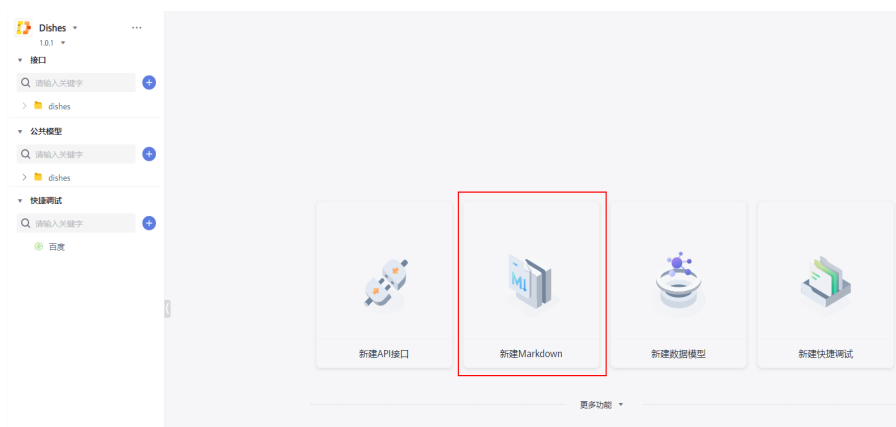 Dishes
1.0.1
接口
请输入关键字
dishes
公共模型
请输入关键字
dishes
快捷调试
请输入关键字
百度
M↓
新建API接口
新建Markdown
新建数据模型
新建快捷调试
更多功能